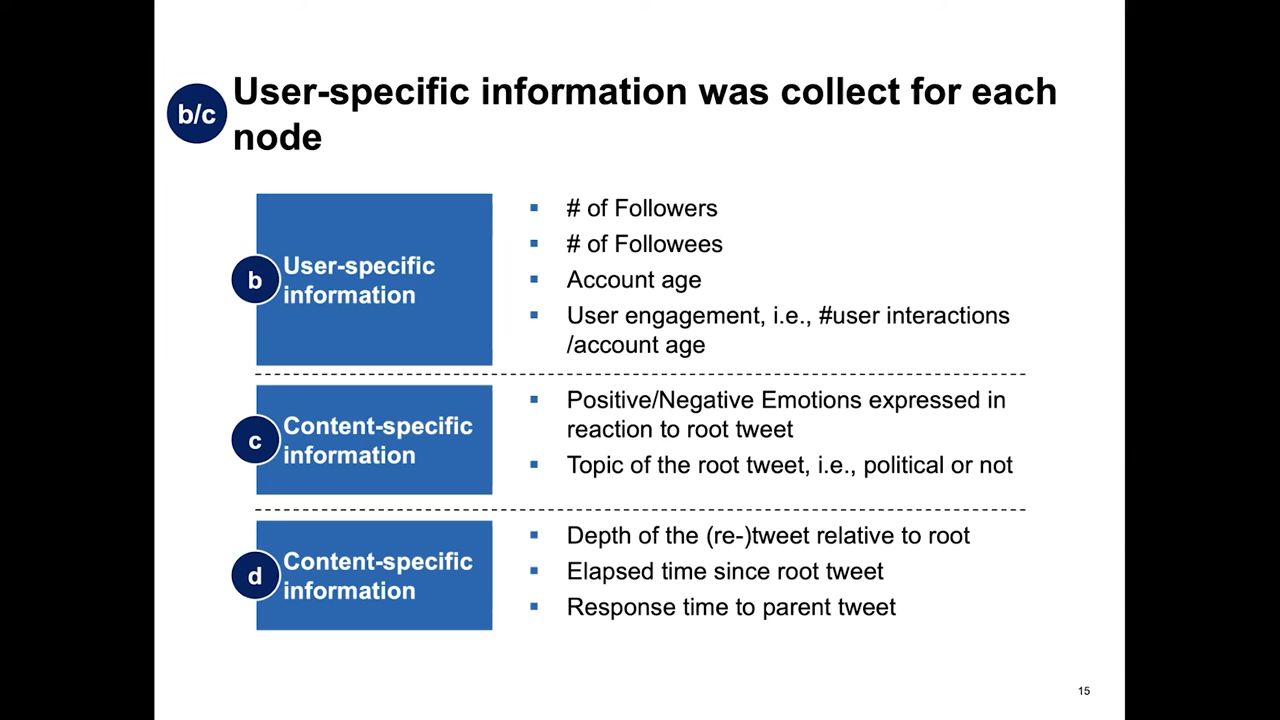 b/c
User-specific information was collect for each
node
b
User-specific
information
# of Followers
# of Followees
Account age
User engagement, i.e., #user interactions
/account age
c
Content-specific
information
Positive/Negative Emotions expressed in
reaction to root tweet
Topic of the root tweet, i.e., political or not
d
Content-specific
information
Depth of the (re-)tweet relative to root
Elapsed time since root tweet
Response time to parent tweet
15